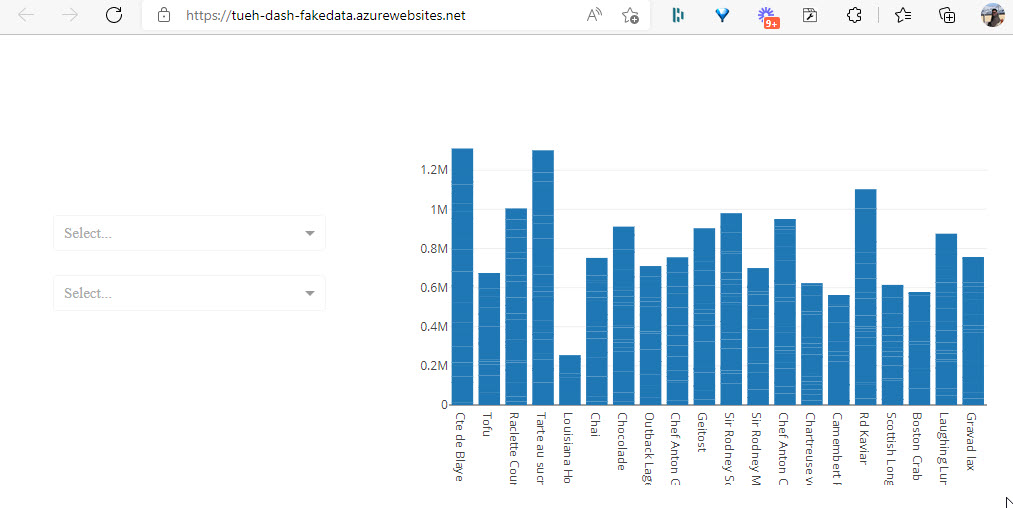 https://tueh-dash-fakedata.azurewebsites.net
A
9+
Select...
Select...
1.2M
1M
0.8M
0.6M
0.4M
0.2M
0
Cte de Blaye
Tofu
Raclette Cour
Tarte au sucr
Louisiana Ho
Chai
Chocolade
Outback Lage
Chef Anton G
Geitost
Sir Rodney Sc
Sir Rodney M
Chef Anton C
Chartreuse v
Camembert P
Rd Kaviar
Scottish Long
Boston Crab
Laughing Lur
Gravad lax